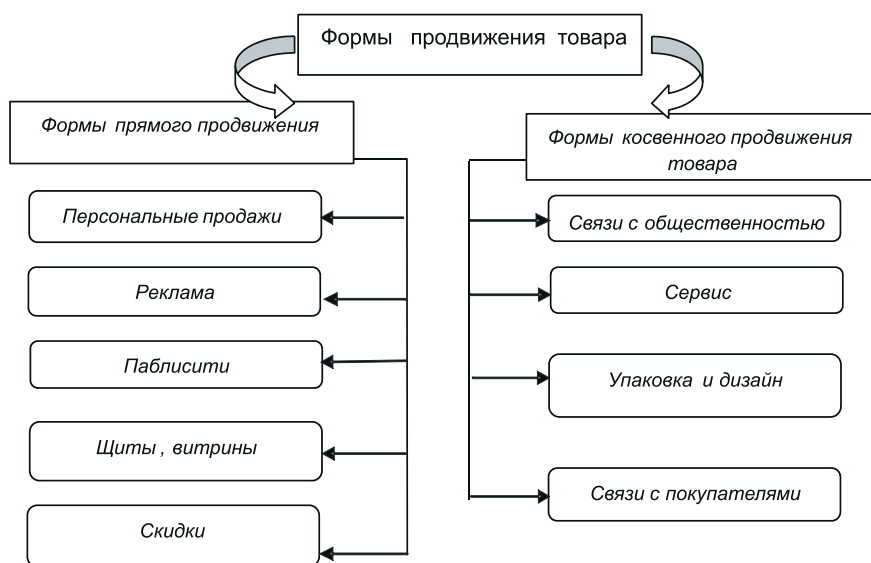 Формы продвижения товара
Формы прямого продвижения
Персональные продажи
Реклама
Паблисити
Щиты , витрины
Скидки
Формы косвенного продвижения
товара
Связи с общественностью
Сервис
Упаковка и дизайн
Связи с покупателями